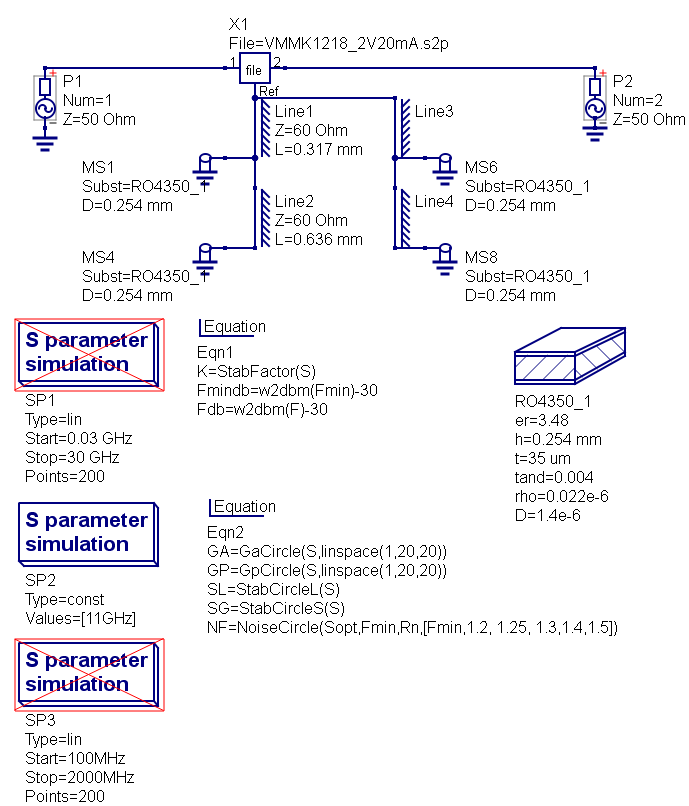 X1
File=VMMK1218_2V20mA.s2p
1
file
2
Ref
P1
Num=1
Z=50 Ohm
P2
Num=2
Z=50 Ohm
Line1
Z=60 Ohm
L=0.317 mm
Line3
MS1
Subst=RO4350_1
D=0.254 mm
MS6
Subst=RO4350_1
D=0.254 mm
Line2
Z=60 Ohm
L=0.636 mm
Line4
MS4
Subst=RO4350_1
D=0.254 mm
MS8
Subst=RO4350_1
D=0.254 mm
S parameter
simulation
SP1
Type=lin
Start=0.03 GHz
Stop=30 GHz
Points=200
Equation
Eqn1
K=StabFactor(S)
Fmindb=w2dbm(Fmin)-30
Fdb=w2dbm(F)-30
RO4350_1
er=3.48
h=0.254 mm
t=35 um
tand=0.004
rho=0.022e-6
D=1.4e-6
S parameter
simulation
SP2
Type=const
Values=[11GHz]
Equation
Eqn2
GA=GaCircle(S,linspace(1,20,20))
GP=GpCircle(S,linspace(1,20,20))
SL=StabCircleL(S)
SG=StabCircleS(S)
NF=NoiseCircle(Sopt,Fmin,Rn,[Fmin,1.2, 1.25, 1.3,1.4,1.5])
S parameter
simulation
SP3
Type=lin
Start=100MHz
Stop=2000MHz
Points=200